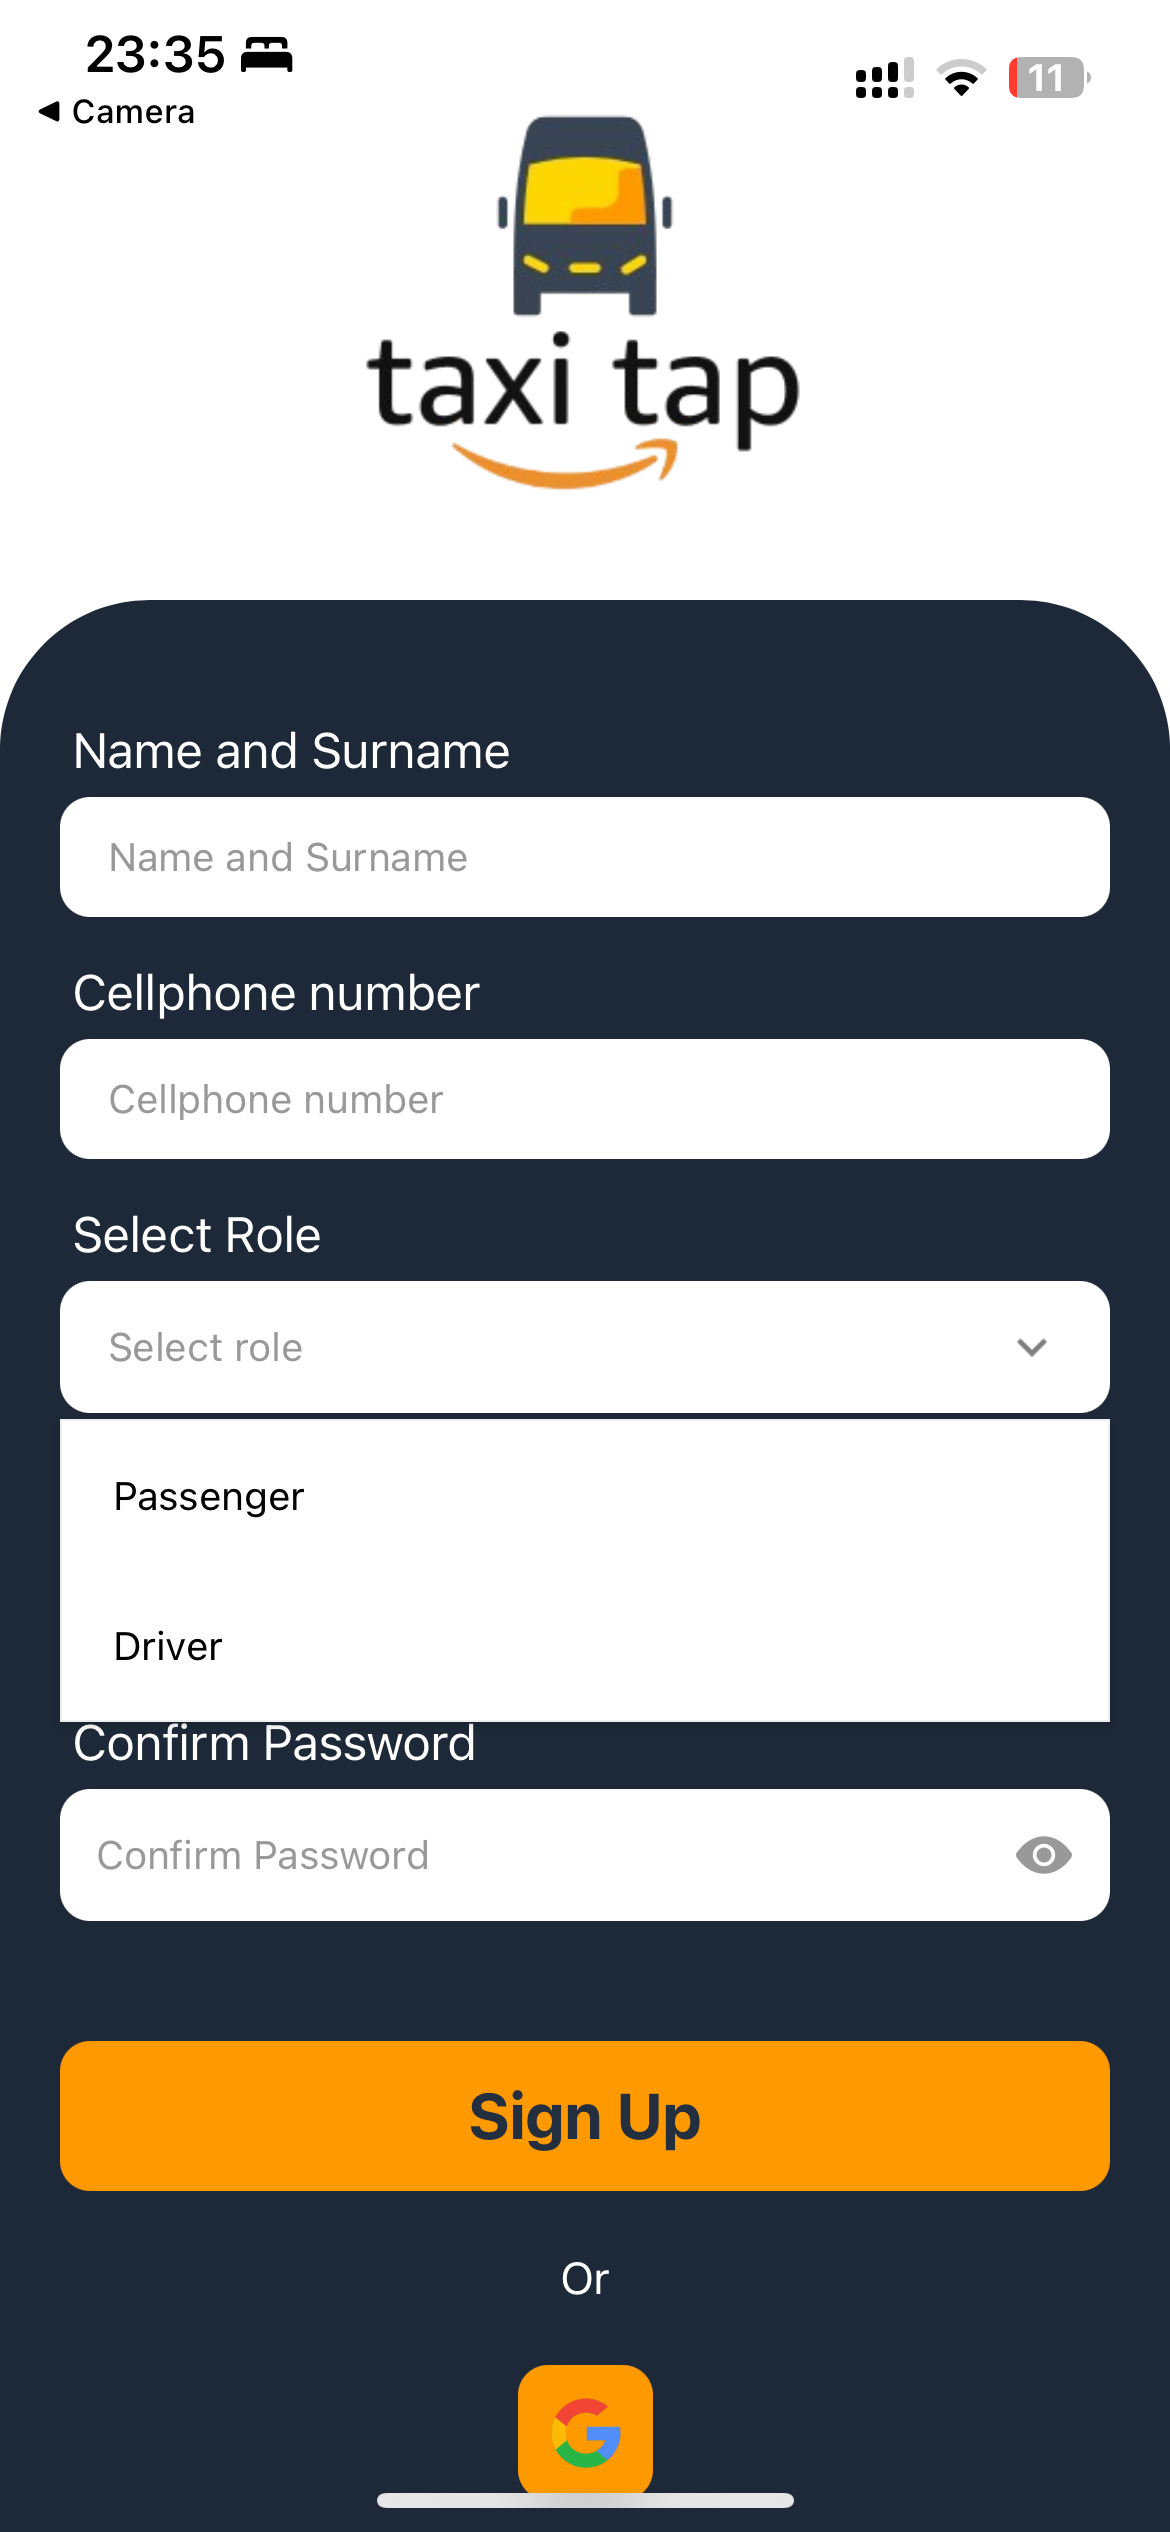 23:35
11
◀ Camera
taxi tap
Name and Surname
Name and Surname
Cellphone number
Cellphone number
Select Role
Select role
Passenger
Driver
Confirm Password
Confirm Password
Sign Up
Or
G